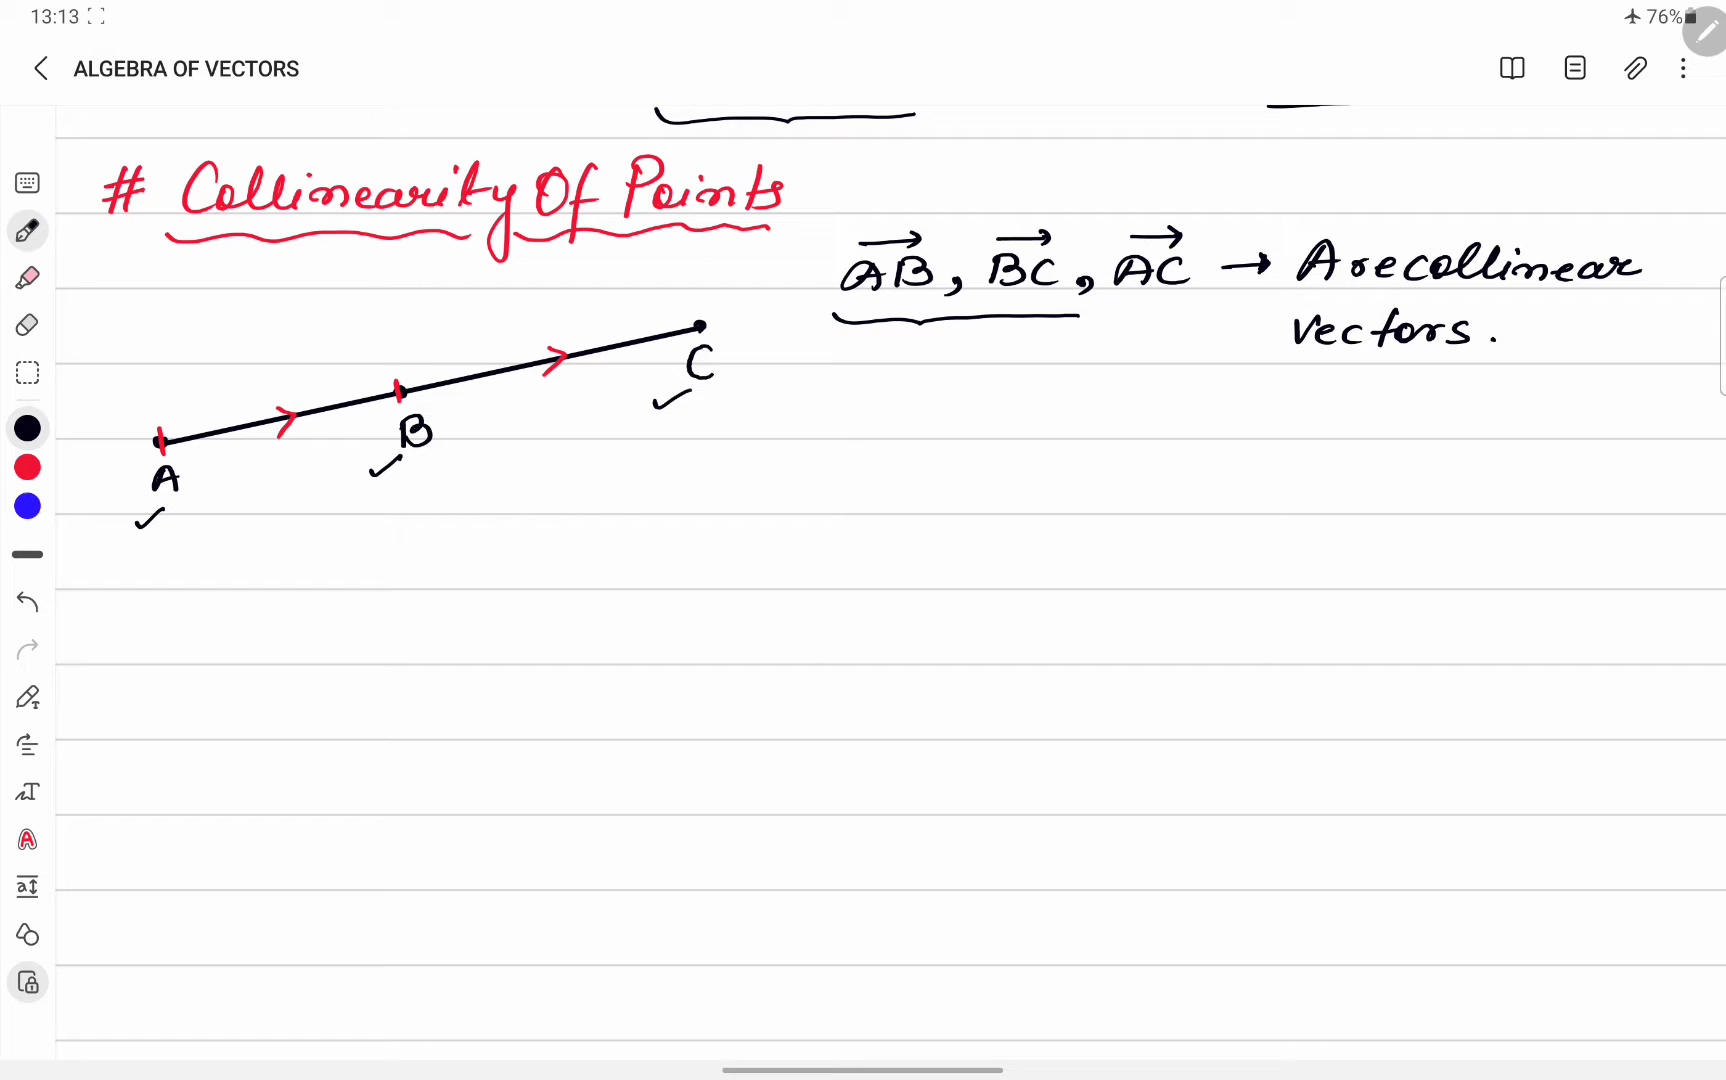 13:13
76%
ALGEBRA OF VECTORS
# Collinearity Of Points
AB, BC, AC → Are collinear
vectors.
C
B
A